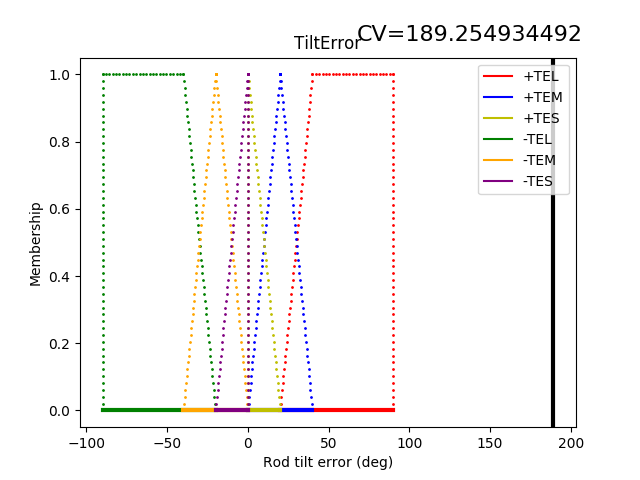 CV=189.254934492
TiltError
+TEL
+TEM
+TES
-TEL
-TEM
-TES
1.0
0.8
0.6
0.4
0.2
0.0
Membership
−100 −50 0 50 100 150 200
Rod tilt error (deg)